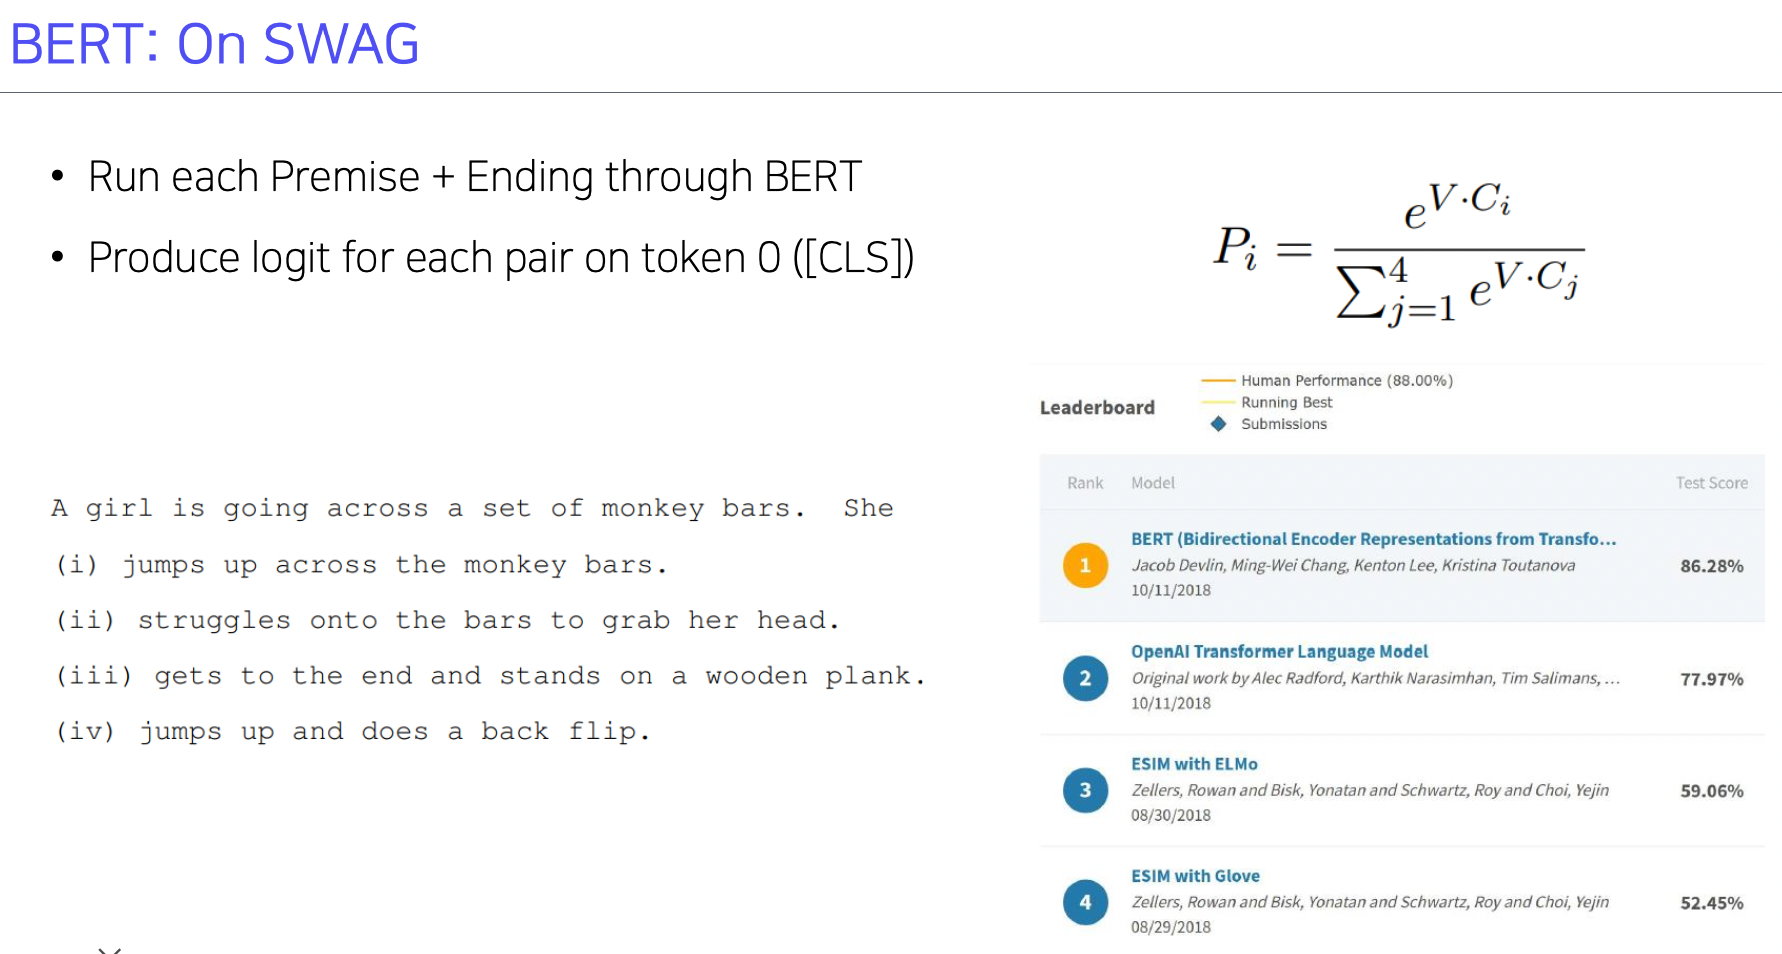 BERT: On SWAG
• Run each Premise + Ending through BERT
• Produce logit for each pair on token 0 ([CLS])
A girl is going across a set of monkey bars. She
(i) jumps up across the monkey bars.
(ii) struggles onto the bars to grab her head.
(iii) gets to the end and stands on a wooden plank.
(iv) jumps up and does a back flip.
P_i = e^{V·C_i} / ∑_{j=1}^{4} e^{V·C_j}
Leaderboard
Human Performance (88.00%)
Running Best
Submissions
Rank Model Test Score
1
BERT (Bidirectional Encoder Representations from Transfo...
Jacob Devlin, Ming-Wei Chang, Kenton Lee, Kristina Toutanova
10/11/2018
86.28%
2
OpenAI Transformer Language Model
Original work by Alec Radford, Karthik Narasimhan, Tim Salimans, ...
10/11/2018
77.97%
3
ESIM with ELMo
Zellers, Rowan and Bisk, Yonatan and Schwartz, Roy and Choi, Yejin
08/30/2018
59.06%
4
ESIM with Glove
Zellers, Rowan and Bisk, Yonatan and Schwartz, Roy and Choi, Yejin
08/29/2018
52.45%